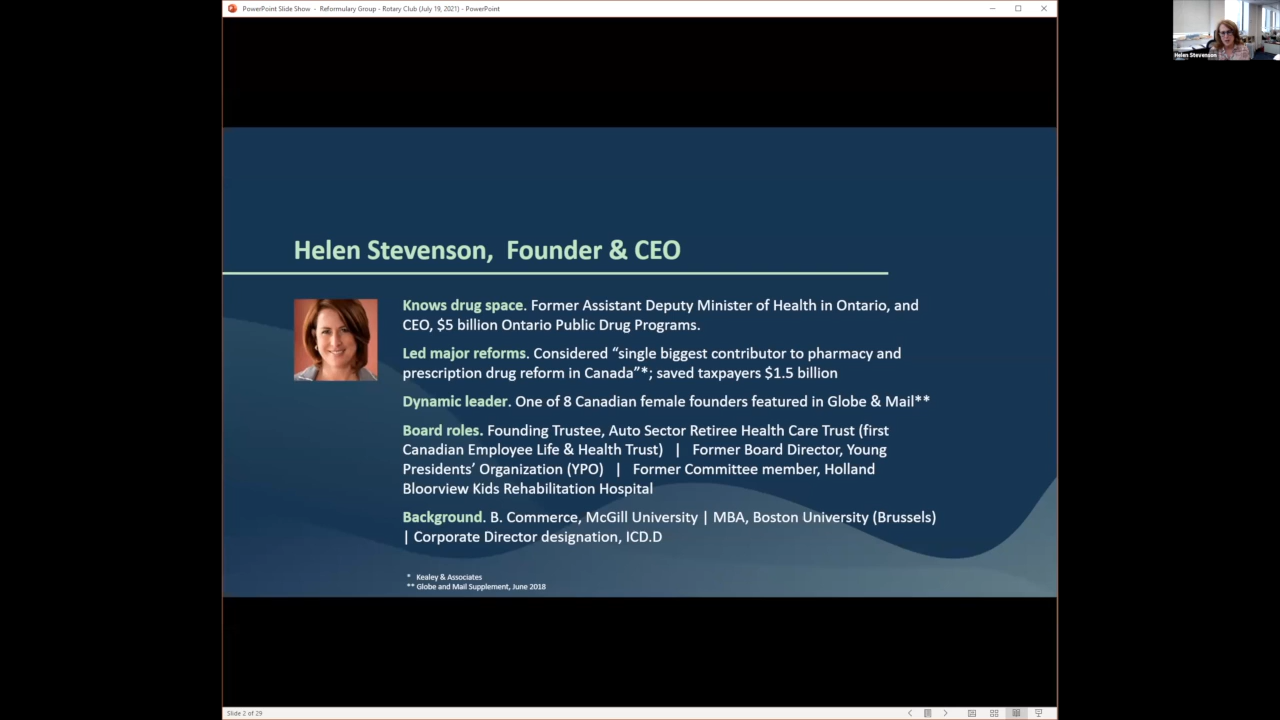 PowerPoint Slide Show - Reformulary Group - Rotary Club (July 19, 2021) - PowerPoint
Helen Stevenson
Helen Stevenson, Founder & CEO
Knows drug space. Former Assistant Deputy Minister of Health in Ontario, and
CEO, $5 billion Ontario Public Drug Programs.
Led major reforms. Considered “single biggest contributor to pharmacy and
prescription drug reform in Canada”*; saved taxpayers $1.5 billion
Dynamic leader. One of 8 Canadian female founders featured in Globe & Mail**
Board roles. Founding Trustee, Auto Sector Retiree Health Care Trust (first
Canadian Employee Life & Health Trust) | Former Board Director, Young
Presidents’ Organization (YPO) | Former Committee member, Holland
Bloorview Kids Rehabilitation Hospital
Background. B. Commerce, McGill University | MBA, Boston University (Brussels)
| Corporate Director designation, ICD.D
* Kealey & Associates
** Globe and Mail Supplement, June 2018
Slide 2 of 29